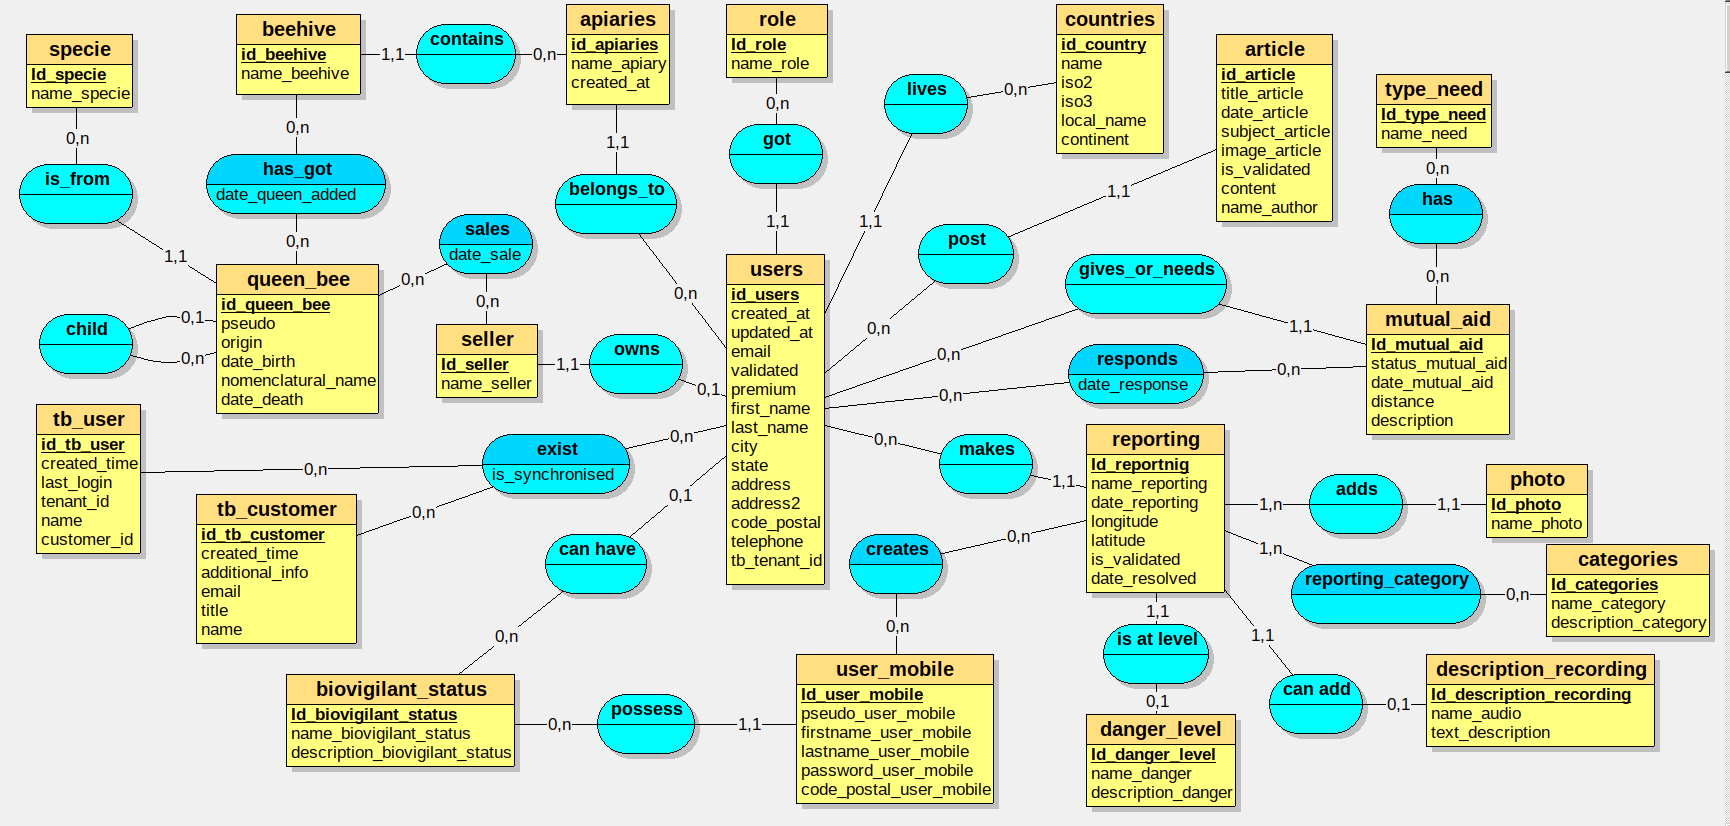 specie
Id_specie
name_specie
0,n
is_from
1,1
beehive
id_beehive
name_beehive
1,1
contains
0,n
apiaries
id_apiaries
name_apiary
created_at
0,n
has_got
date_queen_added
0,n
1,1
belongs_to
0,n
role
Id_role
name_role
0,n
got
1,1
countries
id_country
name
iso2
iso3
local_name
continent
0,n
lives
1,1
article
id_article
title_article
date_article
subject_article
image_article
is_validated
content
name_author
1,1
post
0,n
type_need
Id_type_need
name_need
0,n
has
0,n
queen_bee
id_queen_bee
pseudo
origin
date_birth
nomenclatural_name
date_death
child
0,1
0,n
0,n
sales
date_sale
0,n
seller
Id_seller
name_seller
1,1
owns
0,1
users
id_users
created_at
updated_at
email
validated
premium
first_name
last_name
city
state
address
address2
code_postal
telephone
tb_tenant_id
gives_or_needs
0,n
1,1
responds
date_response
0,n
0,n
mutual_aid
Id_mutual_aid
status_mutual_aid
date_mutual_aid
distance
description
tb_user
id_tb_user
created_time
last_login
tenant_id
name
customer_id
0,n
exist
is_synchronised
0,n
0,n
tb_customer
id_tb_customer
created_time
additional_info
email
title
name
0,1
can have
0,n
0,n
makes
1,1
reporting
Id_reportnig
name_reporting
date_reporting
longitude
latitude
is_validated
date_resolved
1,n
adds
1,1
photo
Id_photo
name_photo
1,n
reporting_category
0,n
categories
Id_categories
name_category
description_category
0,n
creates
0,n
1,1
is at level
0,1
1,1
can add
0,1
description_recording
Id_description_recording
name_audio
text_description
biovigilant_status
Id_biovigilant_status
name_biovigilant_status
description_biovigilant_status
0,n
possess
1,1
user_mobile
Id_user_mobile
pseudo_user_mobile
firstname_user_mobile
lastname_user_mobile
password_user_mobile
code_postal_user_mobile
danger_level
Id_danger_level
name_danger
description_danger